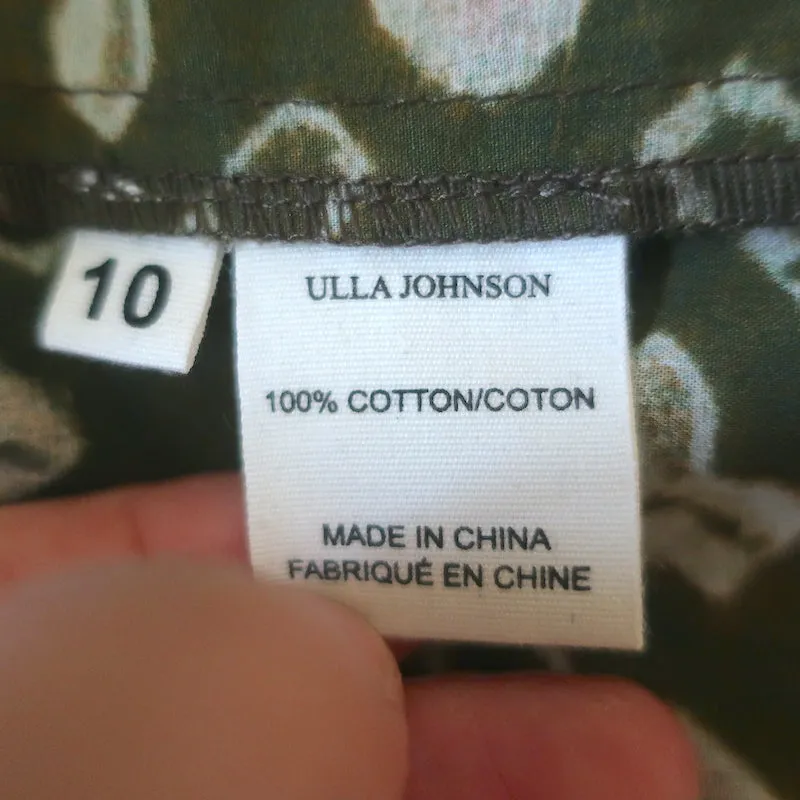 10
ULLA JOHNSON
100% COTTON/COTON
MADE IN CHINA
FABRIQUÉ EN CHINE